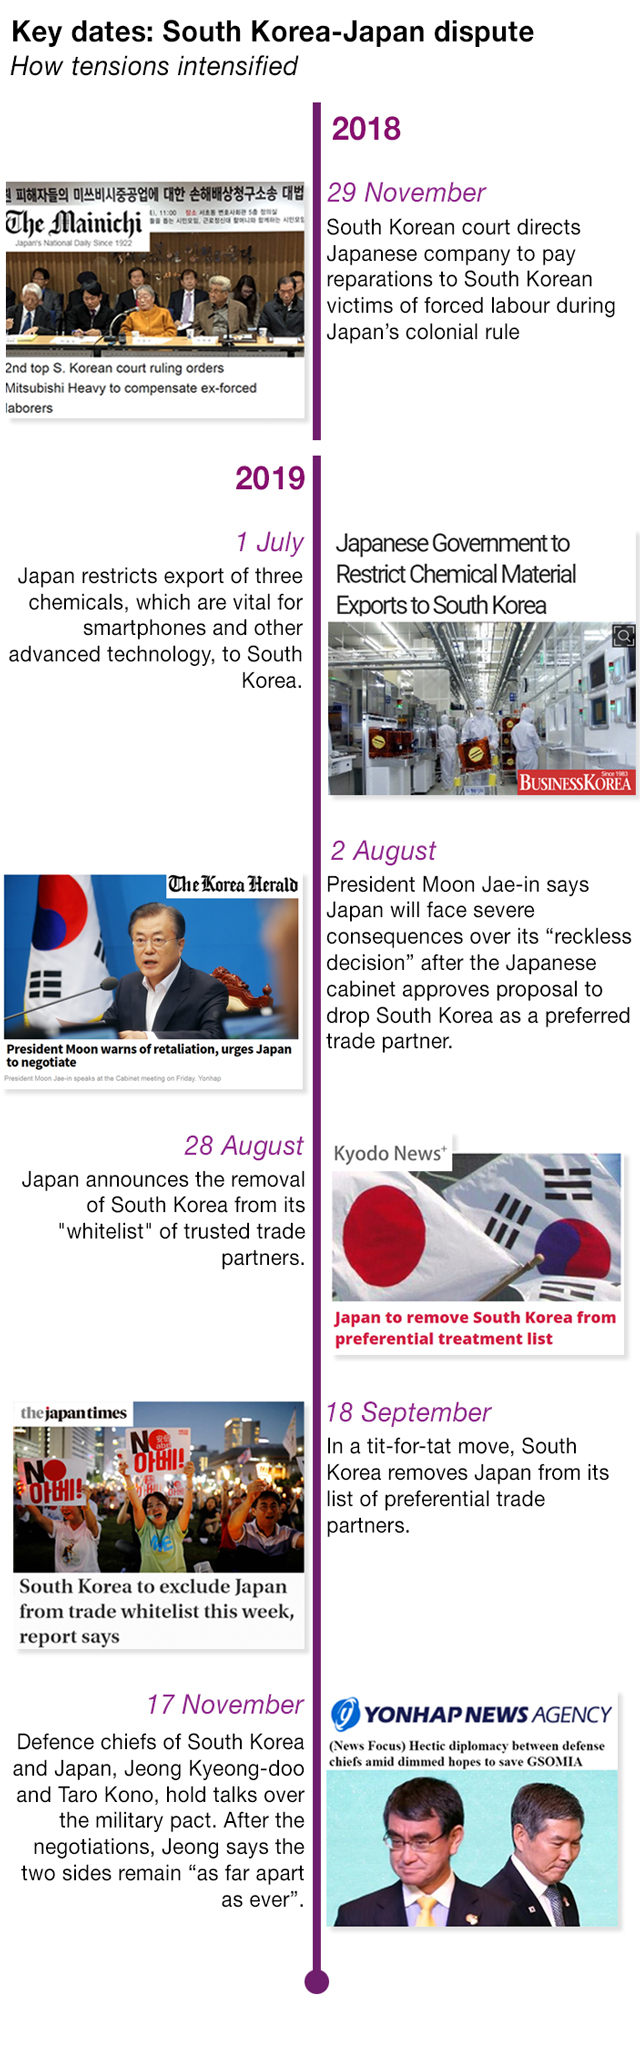 Key dates: South Korea-Japan dispute
How tensions intensified
2018
29 November
South Korean court directs
Japanese company to pay
reparations to South Korean
victims of forced labour during
Japan's colonial rule
피해자들의 미쓰비시중공업에 대한 손해배상청구소송 대법
11:00 장소
The Mainichi
Japan's National Daily Since 1922
2nd top S. Korean court ruling orders
Mitsubishi Heavy to compensate ex-forced
laborers
2019
1 July
Japan restricts export of three
chemicals, which are vital for
smartphones and other
advanced technology, to South
Korea.
Japanese Government to
Restrict Chemical Material
Exports to South Korea
Since 1983
BUSINESSKOREA
2 August
President Moon Jae-in says
Japan will face severe
consequences over its “reckless
decision” after the Japanese
cabinet approves proposal to
drop South Korea as a preferred
trade partner.
The Korea Herald
President Moon warns of retaliation, urges Japan
to negotiate
President Moon Jae-in speaks at the Cabinet meeting on Friday. Yonhap
28 August
Japan announces the removal
of South Korea from its
"whitelist" of trusted trade
partners.
Kyodo News+
Japan to remove South Korea from
preferential treatment list
18 September
In a tit-for-tat move, South
Korea removes Japan from its
list of preferential trade
partners.
the japan times
NO
아베!
NO
安倍
abe
아베!
South Korea to exclude Japan
from trade whitelist this week,
report says
17 November
Defence chiefs of South Korea
and Japan, Jeong Kyeong-doo
and Taro Kono, hold talks over
the military pact. After the
negotiations, Jeong says the
two sides remain “as far apart
as ever”.
YONHAP NEWS AGENCY
(News Focus) Hectic diplomacy between defense
chiefs amid dimmed hopes to save GSOMIA